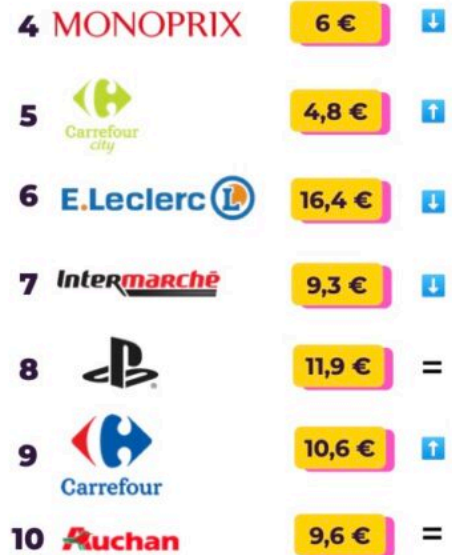 4 MONOPRIX 6 € ⬇
5 Carrefour city 4,8 € ⬆
6 E.Leclerc L 16,4 € ⬇
7 Intermarché 9,3 € ⬇
8 11,9 € =
9 Carrefour 10,6 € ⬆
10 Auchan 9,6 € =